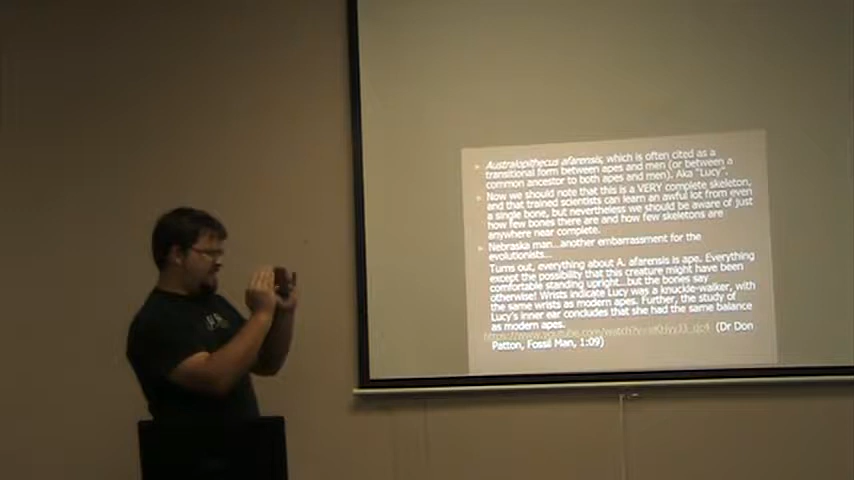 Australopithecus afarensis, which is often cited as a
transitional form between apes and men (or between a
common ancestor to both apes and men). Aka "Lucy".
Now we should note that this is a VERY complete skeleton,
and that trained scientists can learn an awful lot from even
a single bone, but nevertheless we should be aware of just
how few bones there are and how few skeletons are
anywhere near complete.
Nebraska man...another embarrassment for the
evolutionists...
Turns out, everything about A. afarensis is ape. Everything
except the possibility that this creature might have been
comfortable standing upright...but the bones say
otherwise! Wrists indicate Lucy was a knuckle-walker, with
the same wrists as modern apes. Further, the study of
Lucy's inner ear concludes that she had the same balance
as modern apes.
(Dr Don
Patton, Fossil Man, 1:09)